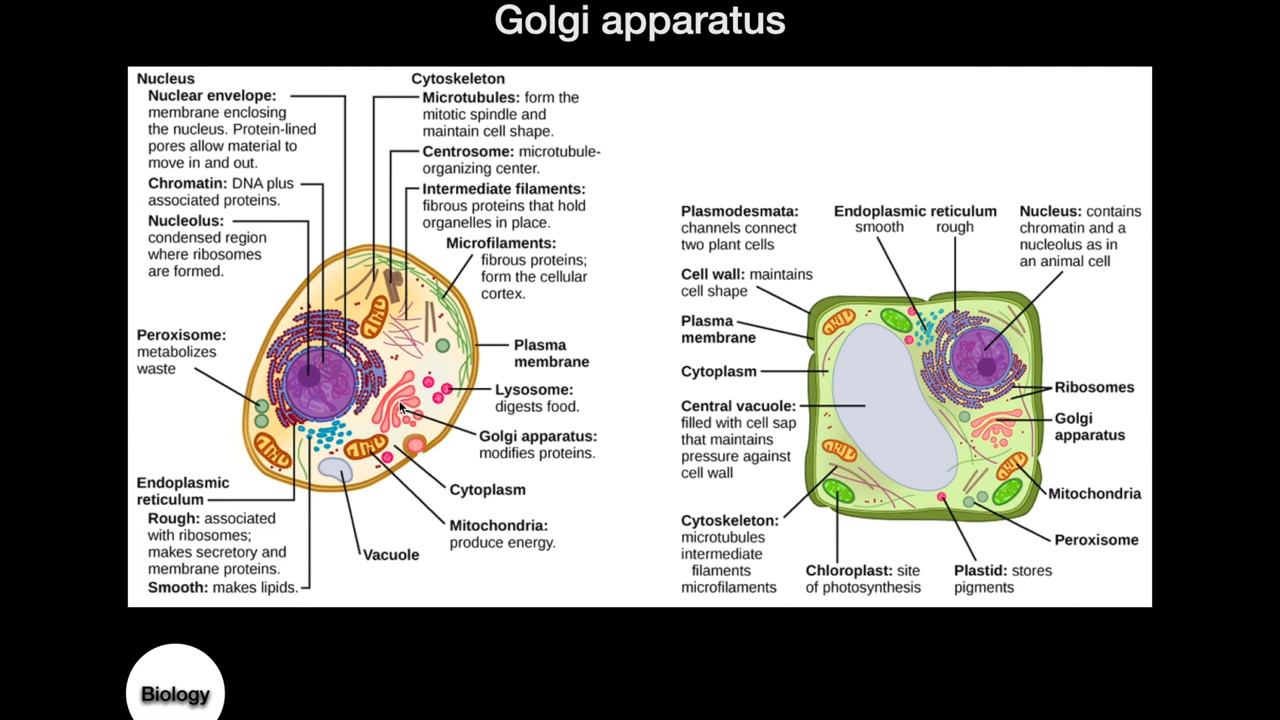 Golgi apparatus
Nucleus
Nuclear envelope:
membrane enclosing
the nucleus. Protein-lined
pores allow material to
move in and out.
Chromatin: DNA plus
associated proteins.
Nucleolus:
condensed region
where ribosomes
are formed.
Peroxisome:
metabolizes
waste
Endoplasmic
reticulum
Rough: associated
with ribosomes;
makes secretory and
membrane proteins.
Smooth: makes lipids.
Cytoskeleton
Microtubules: form the
mitotic spindle and
maintain cell shape.
Centrosome: microtubule-
organizing center.
Intermediate filaments:
fibrous proteins that hold
organelles in place.
Microfilaments:
fibrous proteins;
form the cellular
cortex.
Plasma
membrane
Lysosome:
digests food.
Golgi apparatus:
modifies proteins.
Cytoplasm
Mitochondria:
produce energy.
Vacuole
Plasmodesmata:
channels connect
two plant cells
Cell wall: maintains
cell shape
Plasma
membrane
Cytoplasm
Central vacuole:
filled with cell sap
that maintains
pressure against
cell wall
Cytoskeleton:
microtubules
intermediate
filaments
microfilaments
Endoplasmic reticulum
smooth rough
Nucleus: contains
chromatin and a
nucleolus as in
an animal cell
Ribosomes
Golgi
apparatus
Mitochondria
Peroxisome
Chloroplast: site
of photosynthesis
Plastid: stores
pigments
Biology